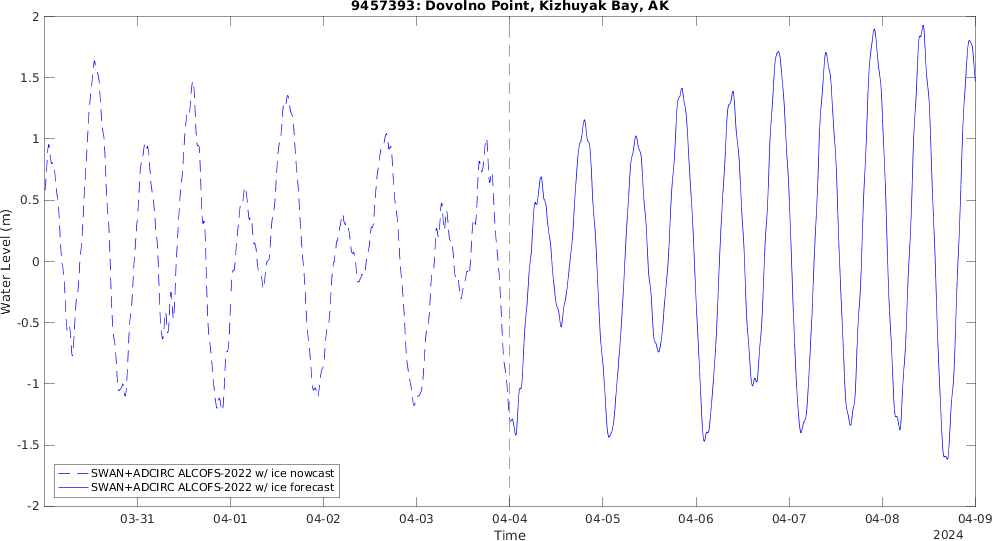 9457393: Dovolno Point, Kizhuyak Bay, AK
Water Level (m)
2
1.5
1
0.5
0
-0.5
-1
-1.5
-2
SWAN+ADCIRC ALCOFS-2022 w/ ice nowcast
SWAN+ADCIRC ALCOFS-2022 w/ ice forecast
03-31 04-01 04-02 04-03 04-04 04-05 04-06 04-07 04-08 04-09
Time
2024